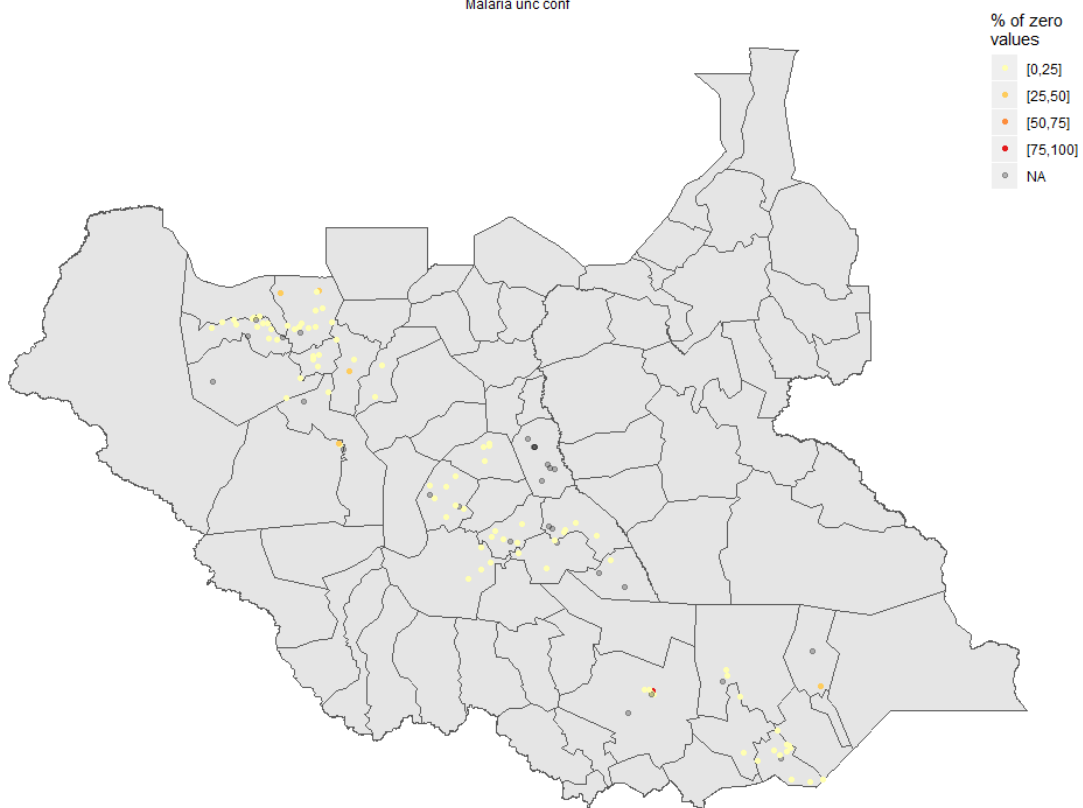 Malaria unc conf
% of zero
values
[0,25]
[25,50]
[50,75]
[75,100]
NA